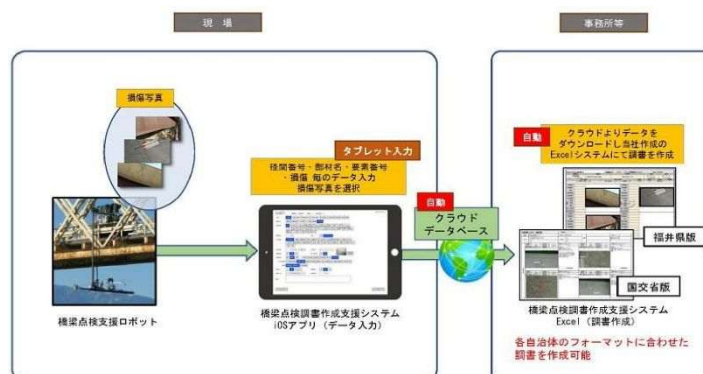 現 場
事務所等
損傷写真
タブレット入力
径間番号・部材名・要素番号
・損傷 毎のデータ入力
損傷写真を選択
自動
クラウド
データベース
自動
クラウドよりデータを
ダウンロードし当社作成の
Excelシステムにて調書を作成
福井県版
国交省版
橋梁点検支援ロボット
橋梁点検調書作成支援システム
iOSアプリ（データ入力）
橋梁点検調書作成支援システム
Excel（調書作成）
各自治体のフォーマットに合わせた
調書を作成可能